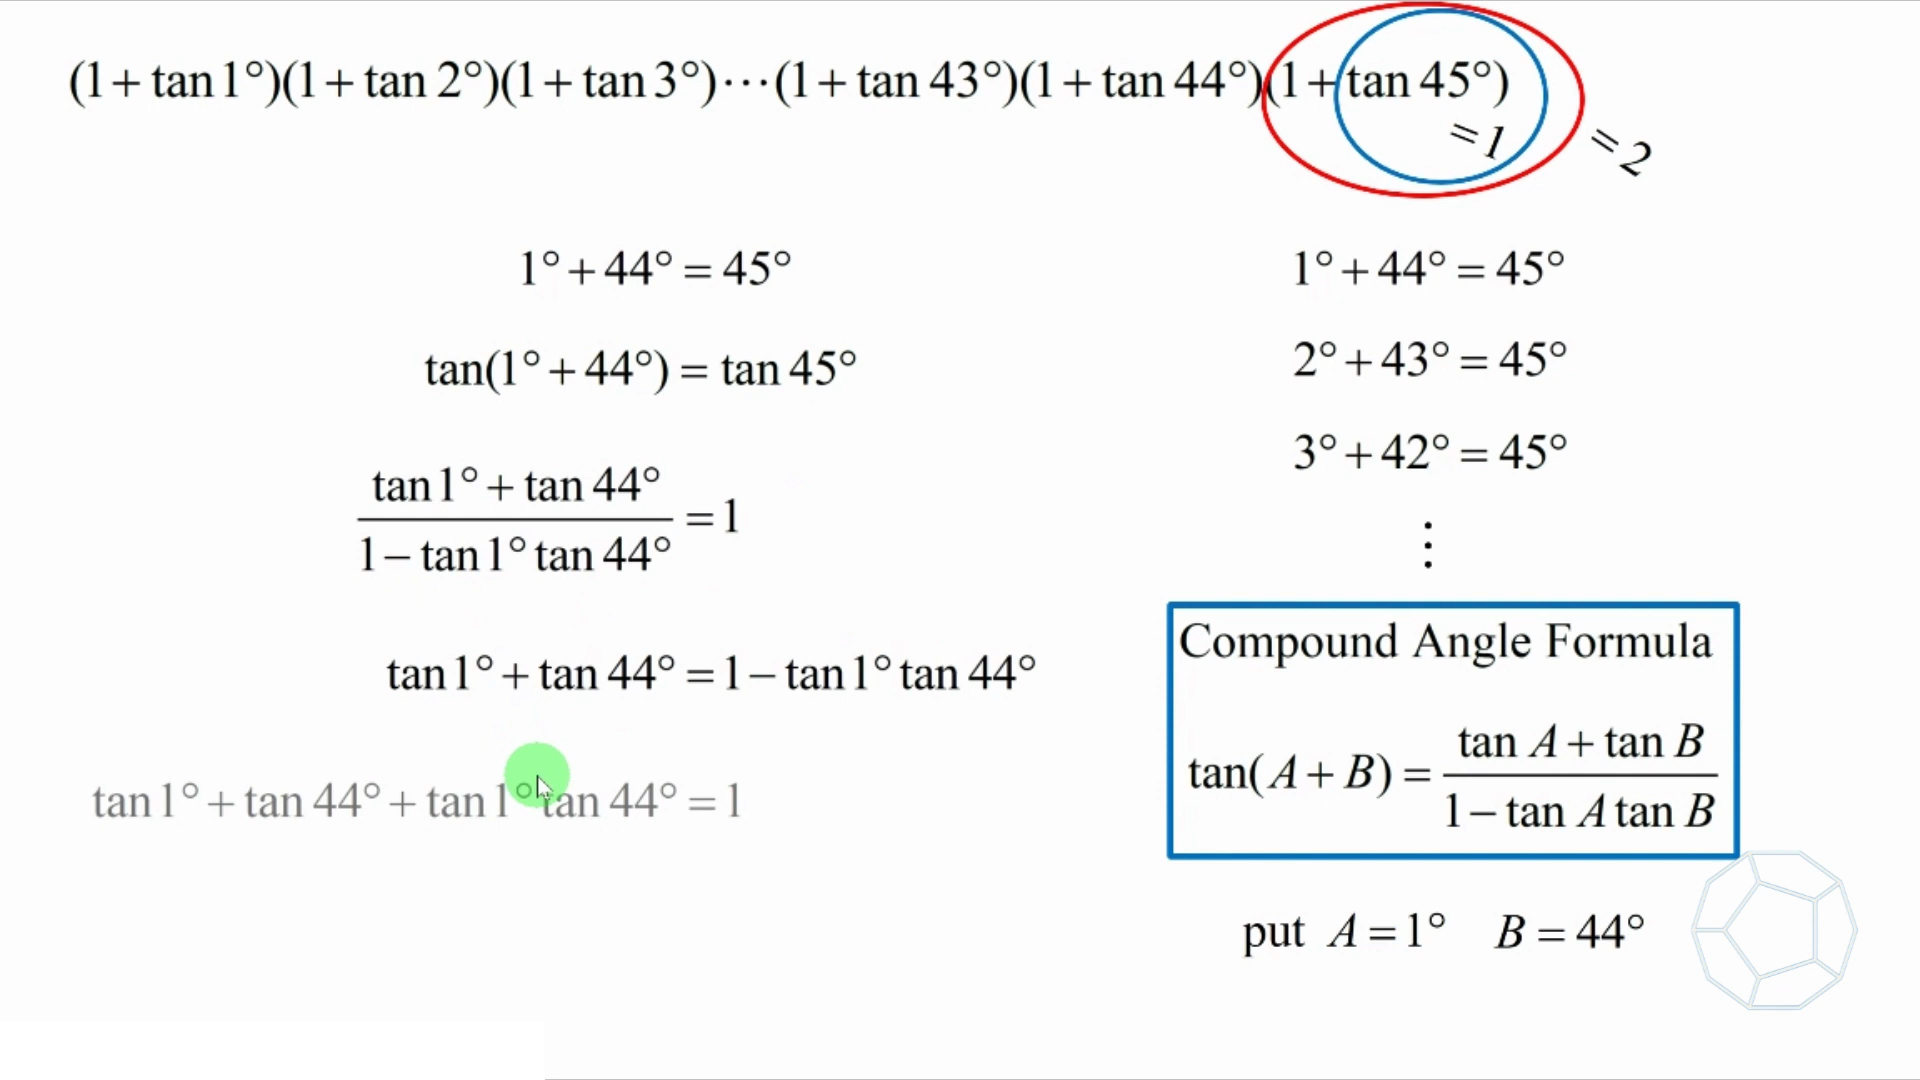 (1 + tan 1°)(1 + tan 2°)(1 + tan 3°)⋯(1 + tan 43°)(1 + tan 44°)(1 + tan 45°)
= 1
= 2
1° + 44° = 45°
tan(1° + 44°) = tan 45°
(tan 1° + tan 44°)/(1 − tan 1° tan 44°) = 1
tan 1° + tan 44° = 1 − tan 1° tan 44°
tan 1° + tan 44° + tan 1° tan 44° = 1
1° + 44° = 45°
2° + 43° = 45°
3° + 42° = 45°
⋮
Compound Angle Formula
tan(A + B) = (tan A + tan B)/(1 − tan A tan B)
put A = 1° B = 44°